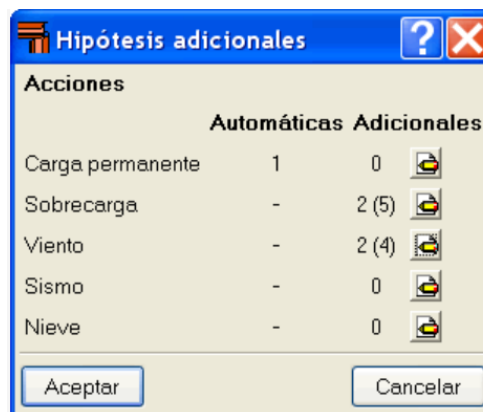 Hipótesis adicionales ?
Acciones
Automáticas Adicionales
Carga permanente 1 0
Sobrecarga - 2 (5)
Viento - 2 (4)
Sismo - 0
Nieve - 0
Aceptar Cancelar